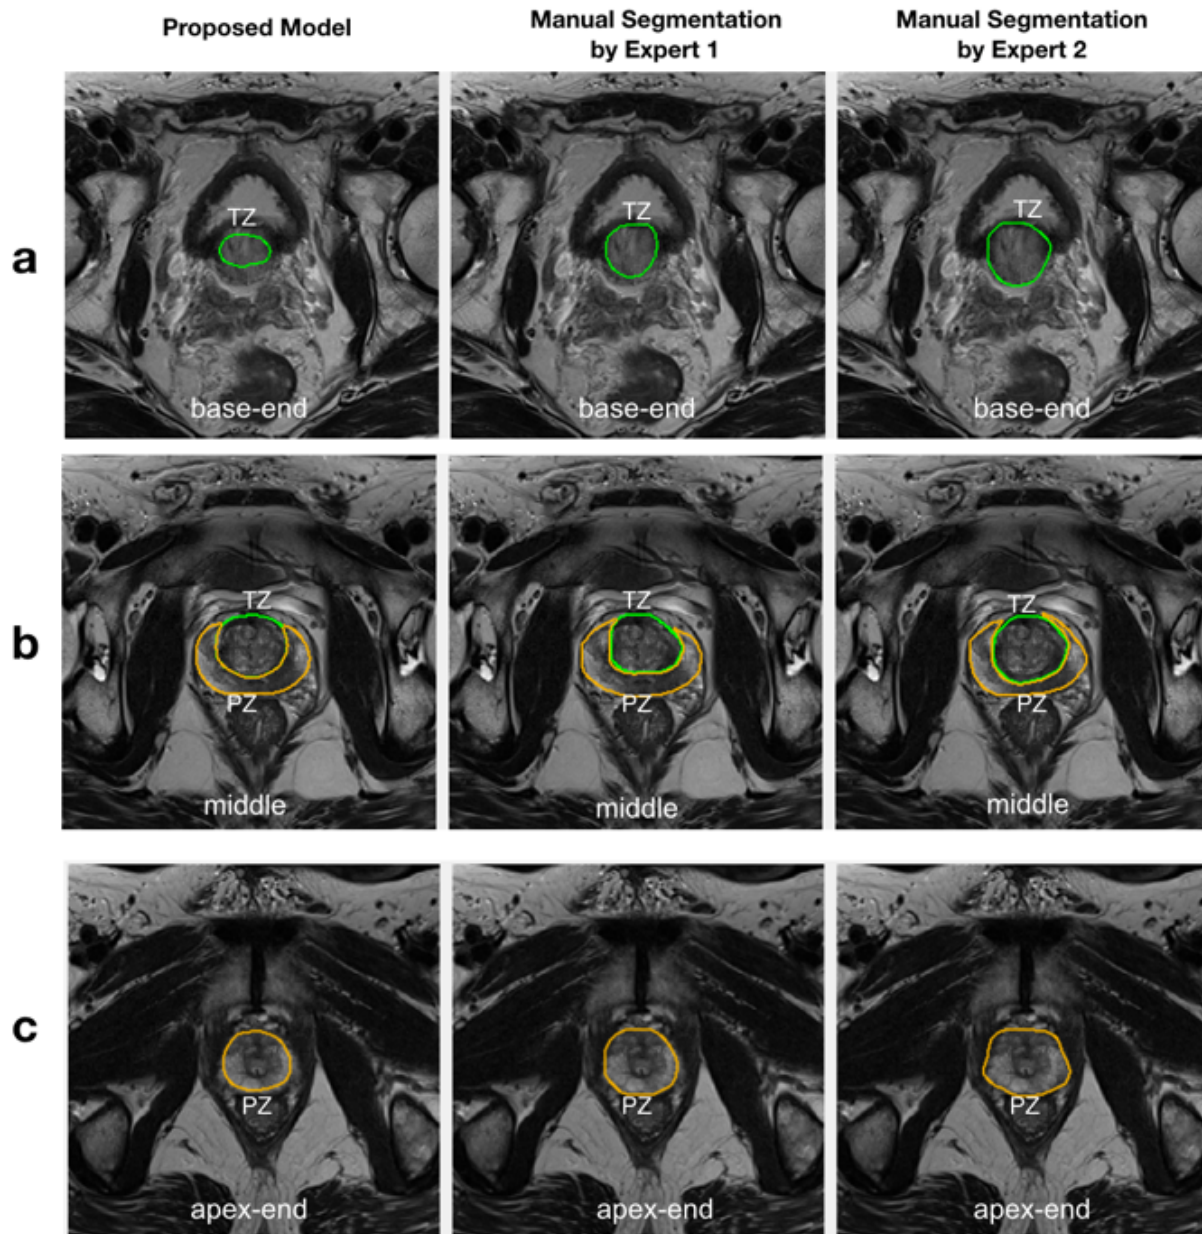 Proposed Model
Manual Segmentation
by Expert 1
Manual Segmentation
by Expert 2
a
TZ
base-end
TZ
base-end
TZ
base-end
b
TZ
PZ
middle
TZ
PZ
middle
TZ
PZ
middle
c
PZ
apex-end
PZ
apex-end
PZ
apex-end